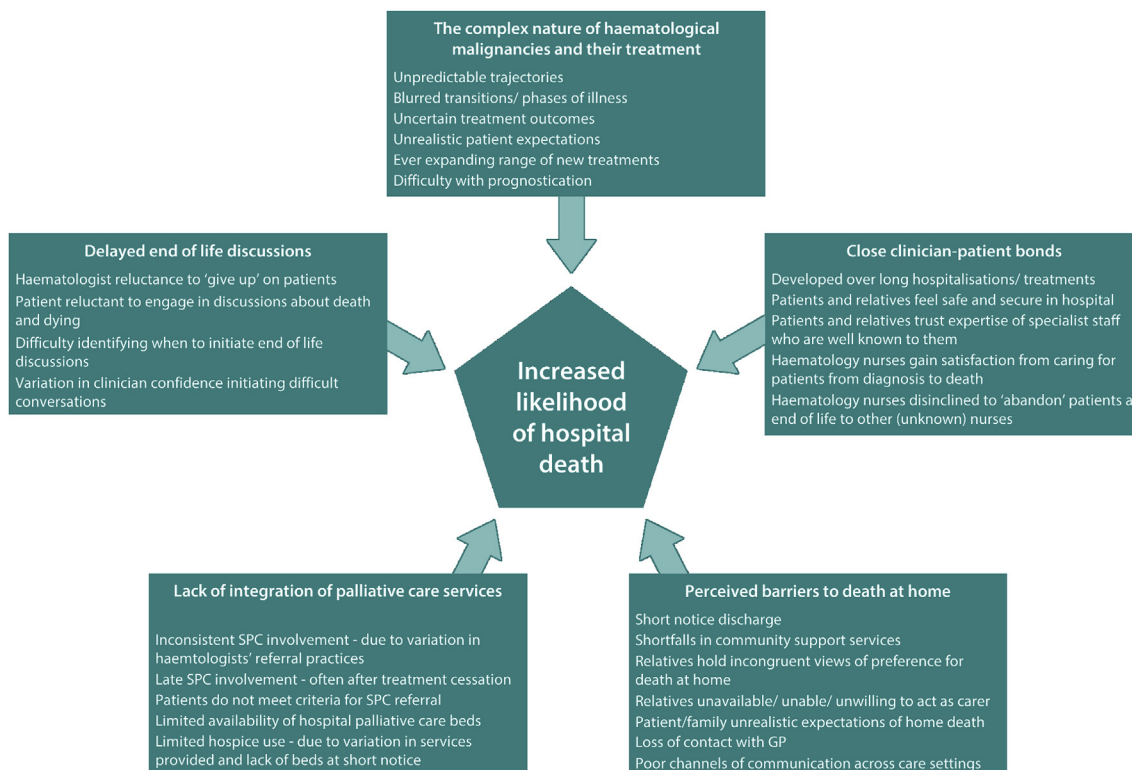 The complex nature of haematological
malignancies and their treatment
Unpredictable trajectories
Blurred transitions/ phases of illness
Uncertain treatment outcomes
Unrealistic patient expectations
Ever expanding range of new treatments
Difficulty with prognostication
Delayed end of life discussions
Haematologist reluctance to ‘give up’ on patients
Patient reluctant to engage in discussions about death
and dying
Difficulty identifying when to initiate end of life
discussions
Variation in clinician confidence initiating difficult
conversations
Close clinician-patient bonds
Developed over long hospitalisations/ treatments
Patients and relatives feel safe and secure in hospital
Patients and relatives trust expertise of specialist staff
who are well known to them
Haematology nurses gain satisfaction from caring for
patients from diagnosis to death
Haematology nurses disinclined to ‘abandon’ patients a
end of life to other (unknown) nurses
Increased
likelihood
of hospital
death
Lack of integration of palliative care services
Inconsistent SPC involvement - due to variation in
haemtologists’ referral practices
Late SPC involvement - often after treatment cessation
Patients do not meet criteria for SPC referral
Limited availability of hospital palliative care beds
Limited hospice use - due to variation in services
provided and lack of beds at short notice
Perceived barriers to death at home
Short notice discharge
Shortfalls in community support services
Relatives hold incongruent views of preference for
death at home
Relatives unavailable/ unable/ unwilling to act as carer
Patient/family unrealistic expectations of home death
Loss of contact with GP
Poor channels of communication across care settings